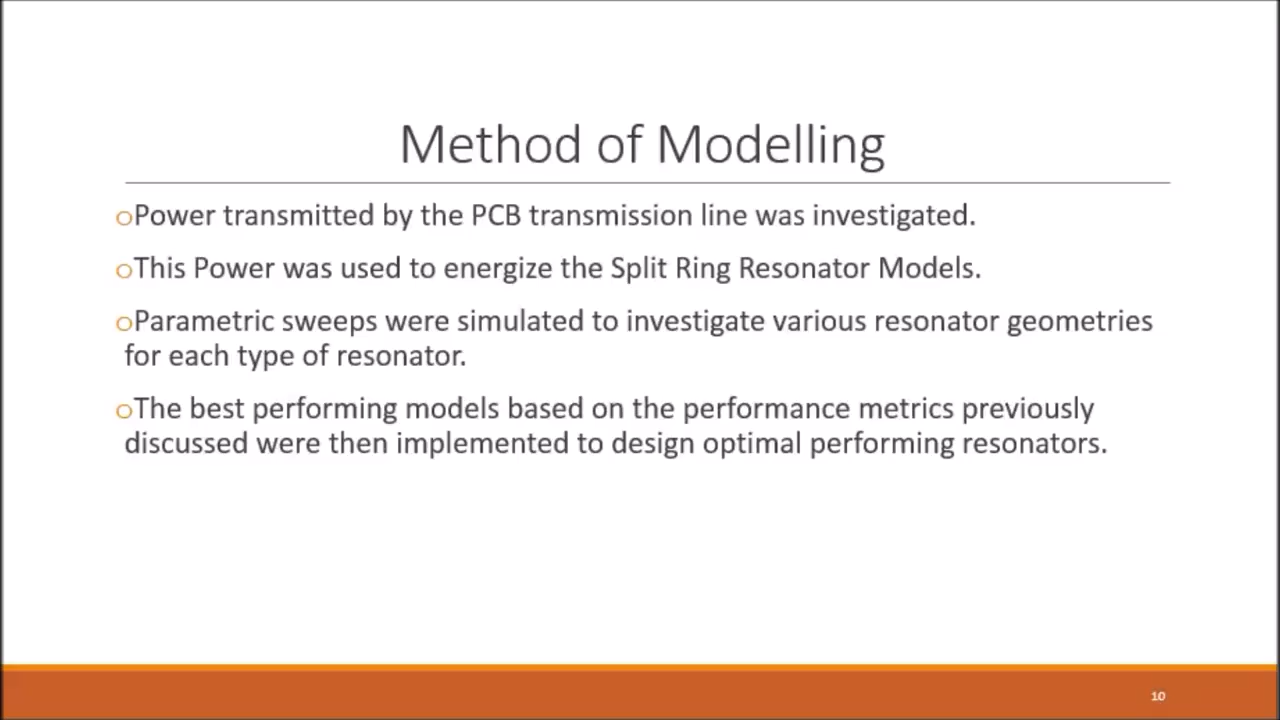 Method of Modelling
oPower transmitted by the PCB transmission line was investigated.
oThis Power was used to energize the Split Ring Resonator Models.
oParametric sweeps were simulated to investigate various resonator geometries
for each type of resonator.
oThe best performing models based on the performance metrics previously
discussed were then implemented to design optimal performing resonators.
10